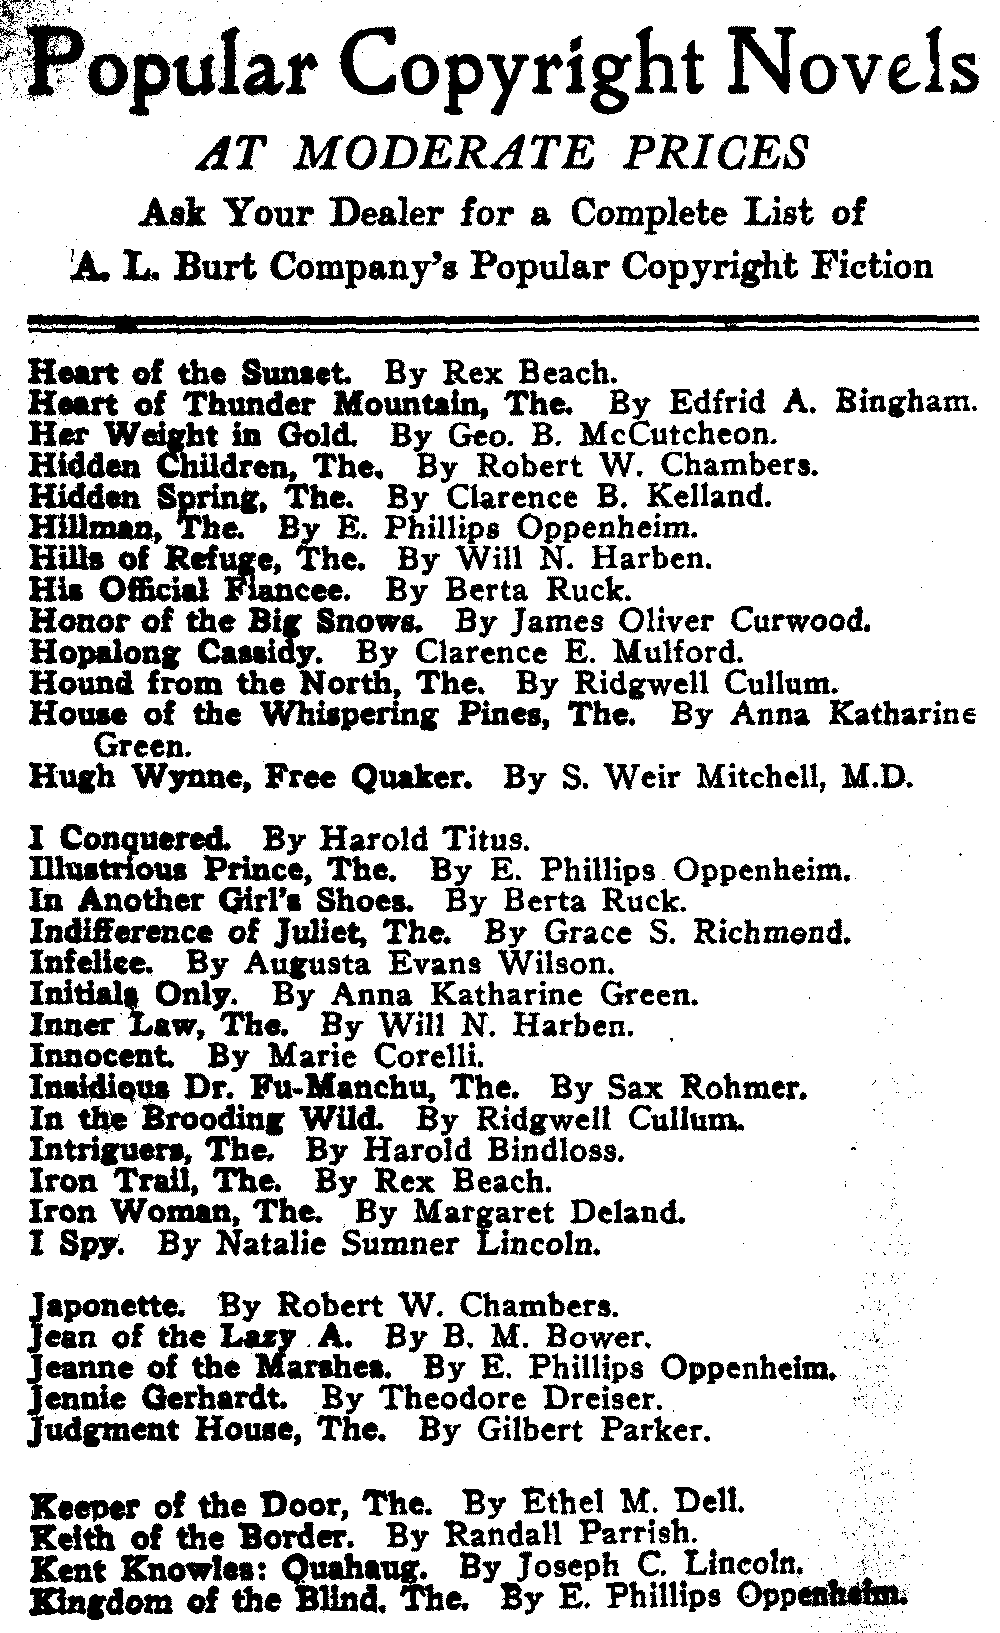 Popular Copyright Novels
AT MODERATE PRICES
Ask Your Dealer for a Complete List of
A. L. Burt Company's Popular Copyright Fiction
Heart of the Sunset. By Rex Beach.
Heart of Thunder Mountain, The. By Edfrid A. Bingham.
Her Weight in Gold. By Geo. B. McCutcheon.
Hidden Children, The. By Robert W. Chambers.
Hidden Spring, The. By Clarence B. Kelland.
Hillman, The. By E. Phillips Oppenheim.
Hills of Refuge, The. By Will N. Harben.
His Official Fiancee. By Berta Ruck.
Honor of the Big Snows. By James Oliver Curwood.
Hopalong Cassidy. By Clarence E. Mulford.
Hound from the North, The. By Ridgwell Cullum.
House of the Whispering Pines, The. By Anna Katharine
Green.
Hugh Wynne, Free Quaker. By S. Weir Mitchell, M.D.
I Conquered. By Harold Titus.
Illustrious Prince, The. By E. Phillips Oppenheim.
In Another Girl's Shoes. By Berta Ruck.
Indifference of Juliet, The. By Grace S. Richmond.
Infelice. By Augusta Evans Wilson.
Initials Only. By Anna Katharine Green.
Inner Law, The. By Will N. Harben.
Innocent. By Marie Corelli.
Insidious Dr. Fu-Manchu, The. By Sax Rohmer.
In the Brooding Wild. By Ridgwell Cullum.
Intriguers, The. By Harold Bindloss.
Iron Trail, The. By Rex Beach.
Iron Woman, The. By Margaret Deland.
I Spy. By Natalie Sumner Lincoln.
Japonette. By Robert W. Chambers.
Jean of the Lazy A. By B. M. Bower.
Jeanne of the Marshes. By E. Phillips Oppenheim.
Jennie Gerhardt. By Theodore Dreiser.
Judgment House, The. By Gilbert Parker.
Keeper of the Door, The. By Ethel M. Dell.
Keith of the Border. By Randall Parrish.
Kent Knowles: Quahaug. By Joseph C. Lincoln.
Kingdom of the Blind, The. By E. Phillips Oppenheim.